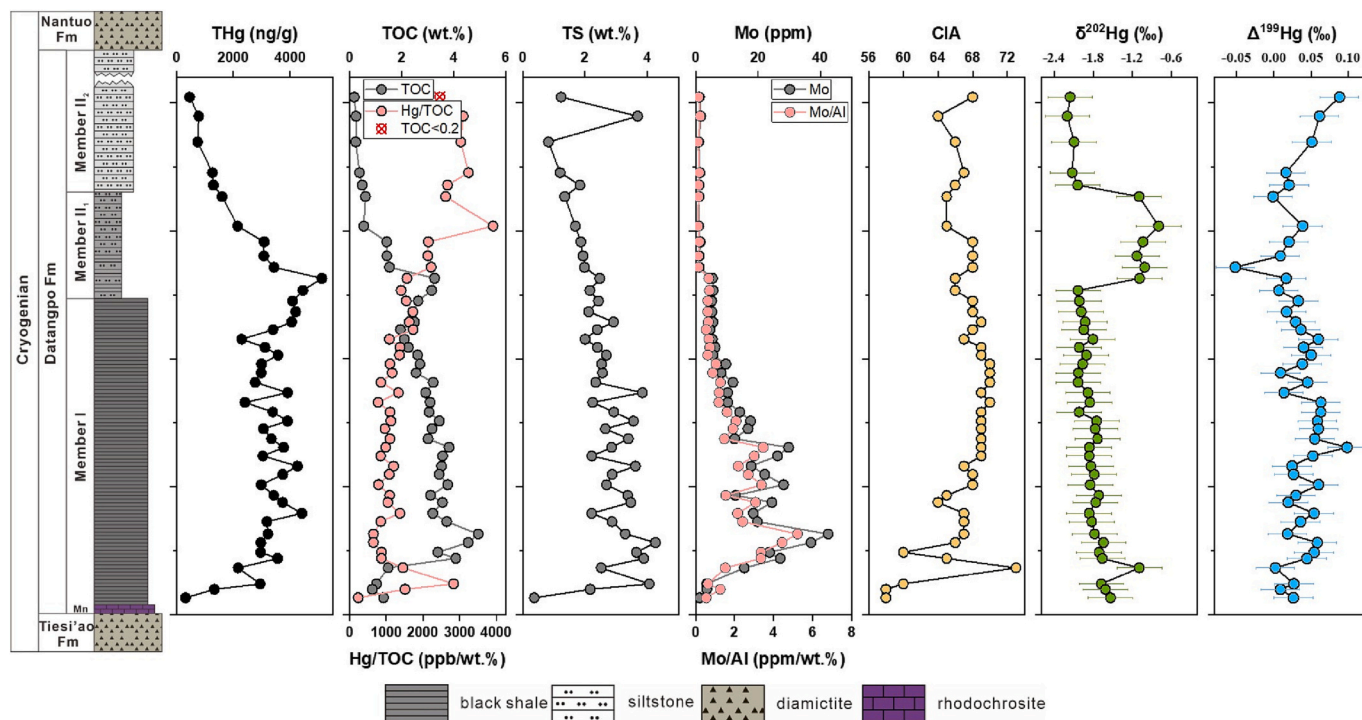 Nantuo
Fm
THg (ng/g)
TOC (wt.%)
TS (wt.%)
Mo (ppm)
CIA
δ²⁰²Hg (‰)
Δ¹⁹⁹Hg (‰)
0 2000 4000
0 2 4 6
0 2 4
0 20 40
56 60 64 68 72
-2.4 -1.8 -1.2 -0.6
-0.05 0.00 0.05 0.10
TOC
Hg/TOC
TOC<0.2
Mo
Mo/Al
Cryogenian
Datangpo Fm
Member II₂
Member II₁
Member I
Mn
Tiesi'ao
Fm
0 1000 2000 3000 4000
Hg/TOC (ppb/wt.%)
0 2 4 6 8
Mo/Al (ppm/wt.%)
black shale
siltstone
diamictite
rhodochrosite